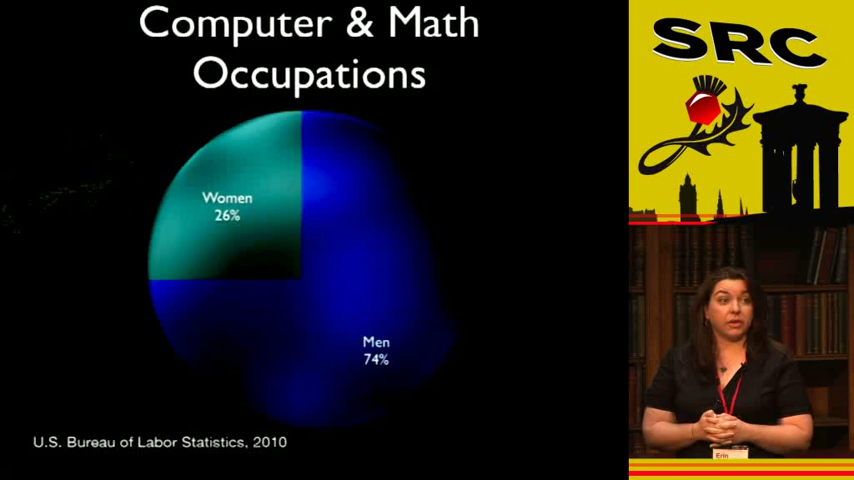 Computer & Math
Occupations
Women
26%
Men
74%
U.S. Bureau of Labor Statistics, 2010
SRC
Erin